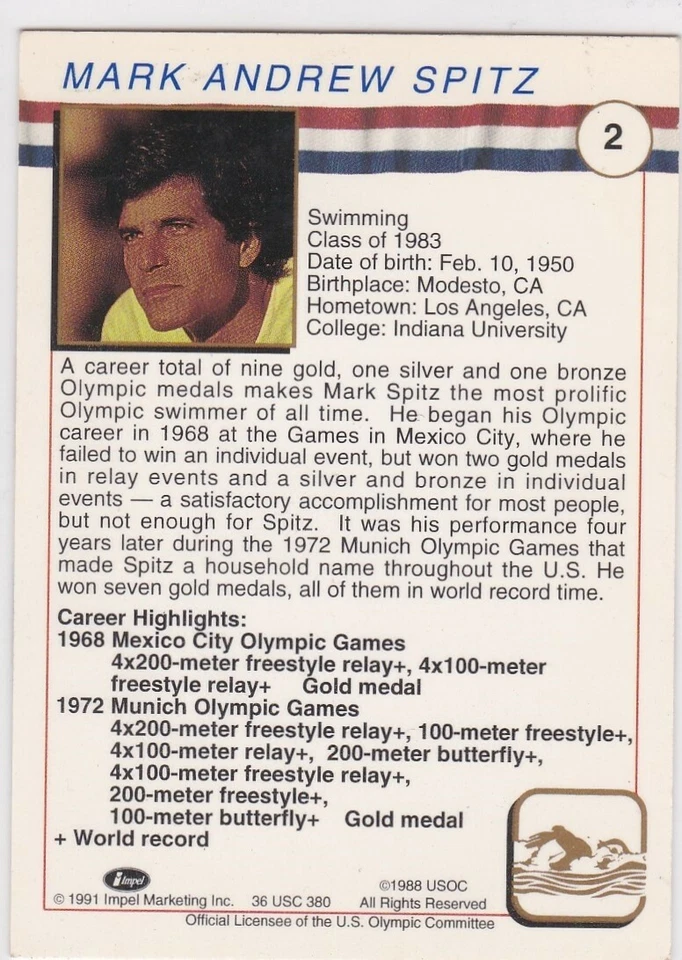 MARK ANDREW SPITZ
2
Swimming
Class of 1983
Date of birth: Feb. 10, 1950
Birthplace: Modesto, CA
Hometown: Los Angeles, CA
College: Indiana University
A career total of nine gold, one silver and one bronze
Olympic medals makes Mark Spitz the most prolific
Olympic swimmer of all time. He began his Olympic
career in 1968 at the Games in Mexico City, where he
failed to win an individual event, but won two gold medals
in relay events and a silver and bronze in individual
events — a satisfactory accomplishment for most people,
but not enough for Spitz. It was his performance four
years later during the 1972 Munich Olympic Games that
made Spitz a household name throughout the U.S. He
won seven gold medals, all of them in world record time.
Career Highlights:
1968 Mexico City Olympic Games
4x200-meter freestyle relay+, 4x100-meter
freestyle relay+ Gold medal
1972 Munich Olympic Games
4x200-meter freestyle relay+, 100-meter freestyle+,
4x100-meter relay+, 200-meter butterfly+,
4x100-meter freestyle relay+,
200-meter freestyle+,
100-meter butterfly+ Gold medal
+ World record
Impel
©1988 USOC
© 1991 Impel Marketing Inc. 36 USC 380 All Rights Reserved
Official Licensee of the U.S. Olympic Committee